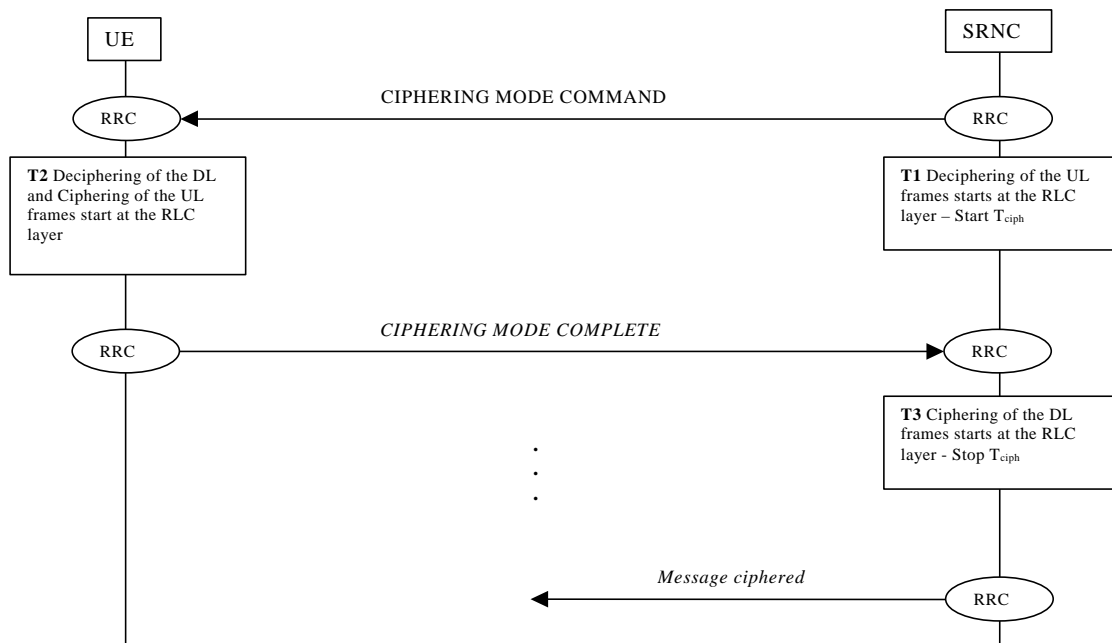 UE
SRNC
CIPHERING MODE COMMAND
RRC
RRC
T2 Deciphering of the DL
and Ciphering of the UL
frames start at the RLC
layer
T1 Deciphering of the UL
frames starts at the RLC
layer – Start Tciph
CIPHERING MODE COMPLETE
RRC
RRC
T3 Ciphering of the DL
frames starts at the RLC
layer - Stop Tciph
.
.
.
Message ciphered
RRC